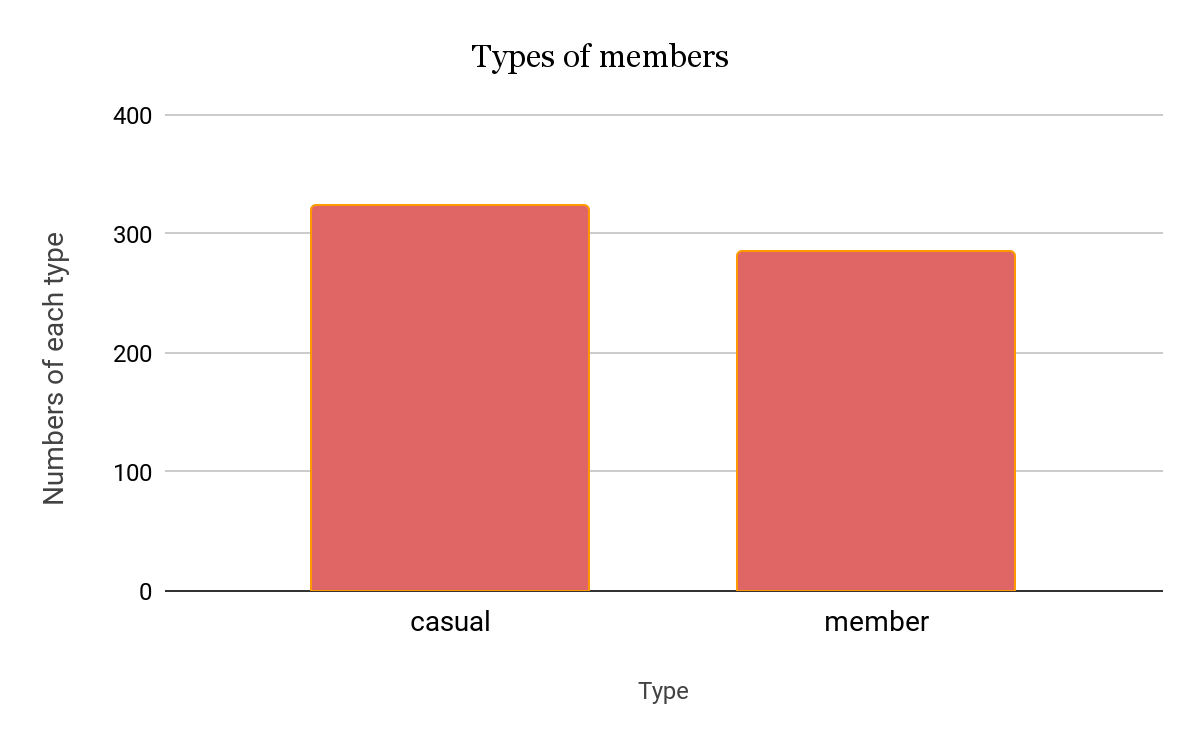 Types of members
400
300
200
100
0
Numbers of each type
casual
member
Type